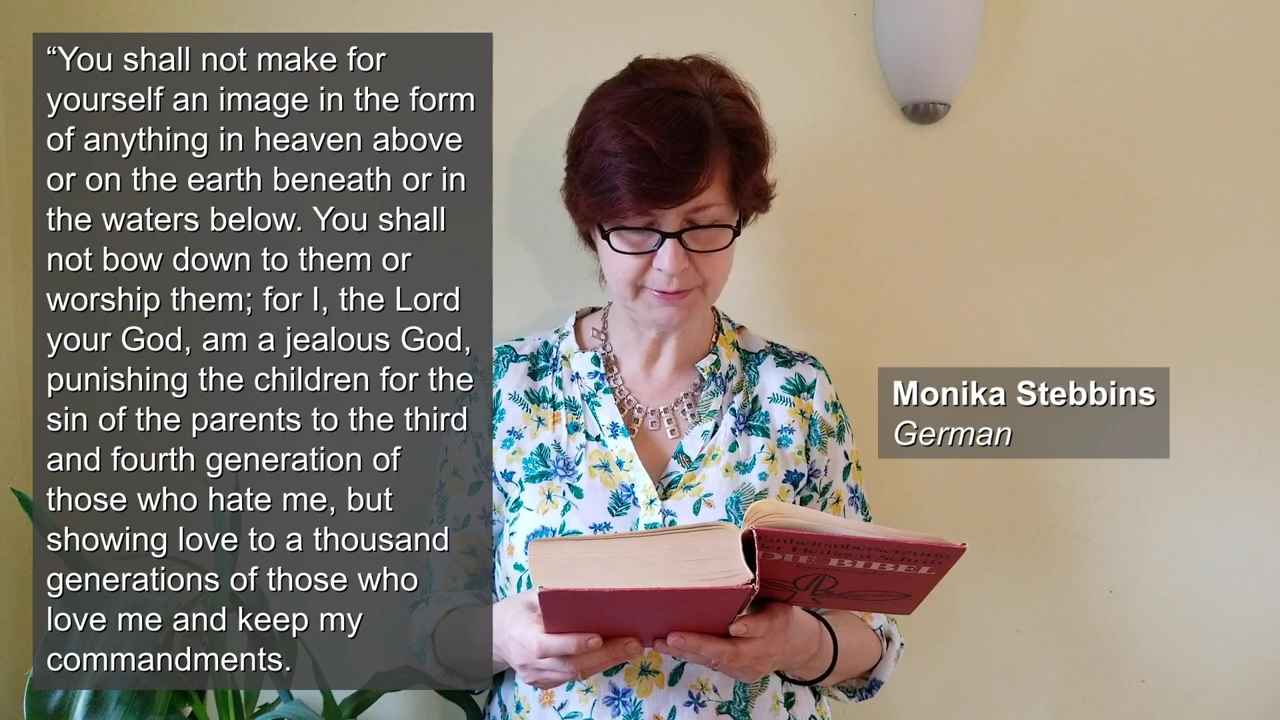 “You shall not make for
yourself an image in the form
of anything in heaven above
or on the earth beneath or in
the waters below. You shall
not bow down to them or
worship them; for I, the Lord
your God, am a jealous God,
punishing the children for the
sin of the parents to the third
and fourth generation of
those who hate me, but
showing love to a thousand
generations of those who
love me and keep my
commandments.
Monika Stebbins
German
DIE BIBEL